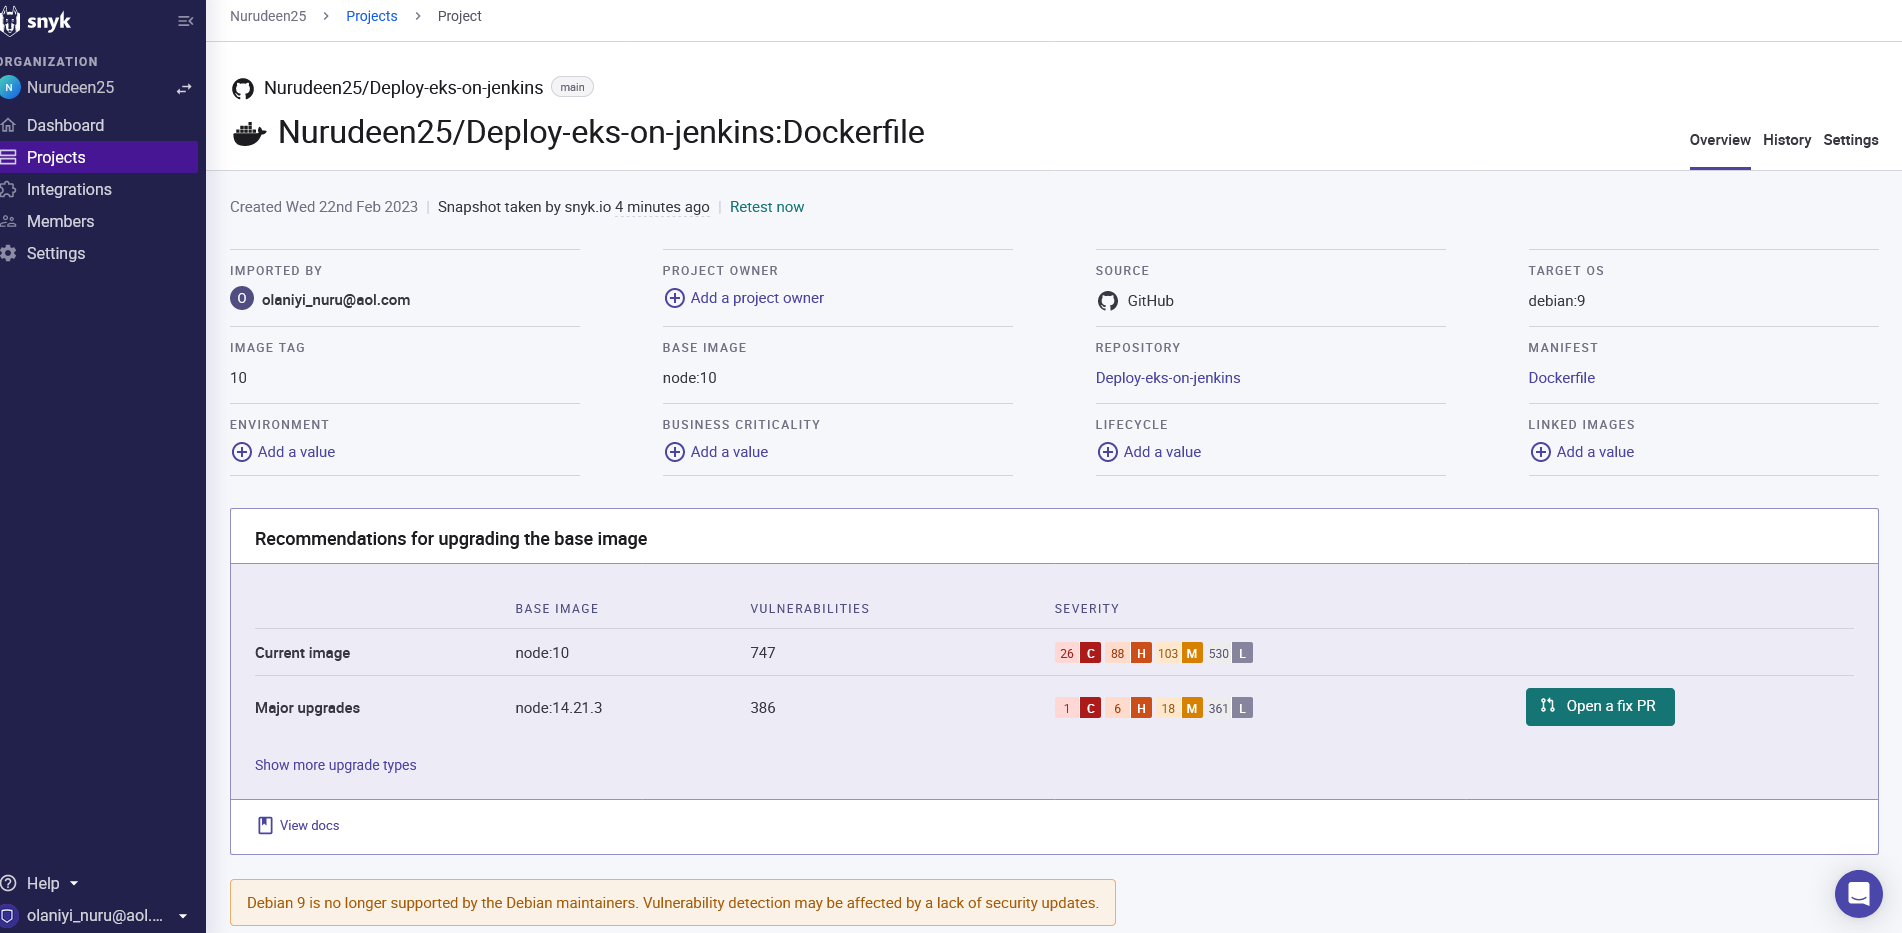 snyk
Nurudeen25 > Projects > Project
ORGANIZATION
N Nurudeen25
Dashboard
Projects
Integrations
Members
Settings
Nurudeen25/Deploy-eks-on-jenkins main
Nurudeen25/Deploy-eks-on-jenkins:Dockerfile
Overview History Settings
Created Wed 22nd Feb 2023 | Snapshot taken by snyk.io 4 minutes ago | Retest now
IMPORTED BY
O olaniyi_nuru@aol.com
PROJECT OWNER
Add a project owner
SOURCE
GitHub
TARGET OS
debian:9
IMAGE TAG
10
BASE IMAGE
node:10
REPOSITORY
Deploy-eks-on-jenkins
MANIFEST
Dockerfile
ENVIRONMENT
Add a value
BUSINESS CRITICALITY
Add a value
LIFECYCLE
Add a value
LINKED IMAGES
Add a value
Recommendations for upgrading the base image
BASE IMAGE VULNERABILITIES SEVERITY
Current image node:10 747 26 C 88 H 103 M 530 L
Major upgrades node:14.21.3 386 1 C 6 H 18 M 361 L Open a fix PR
Show more upgrade types
View docs
Debian 9 is no longer supported by the Debian maintainers. Vulnerability detection may be affected by a lack of security updates.
Help
olaniyi_nuru@aol....